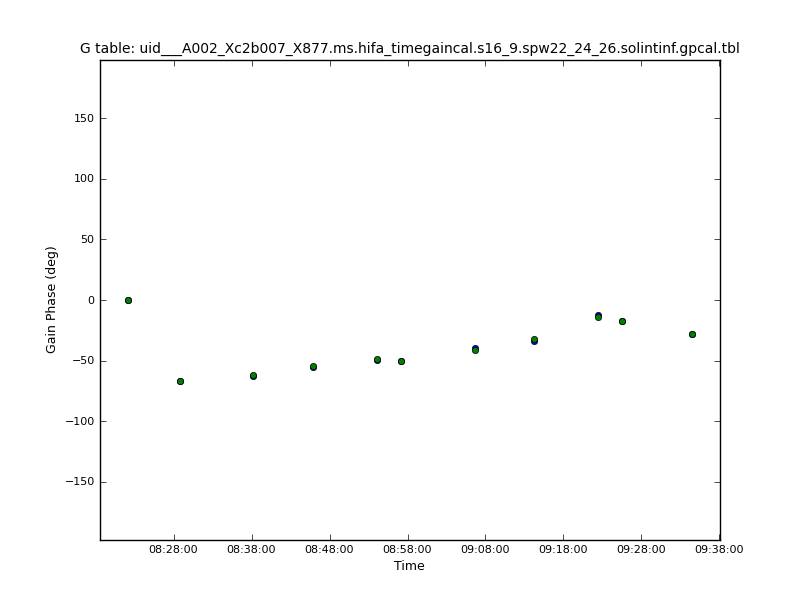 G table: uid___A002_Xc2b007_X877.ms.hifa_timegaincal.s16_9.spw22_24_26.solintinf.gpcal.tbl
150
100
50
0
−50
−100
−150
Gain Phase (deg)
08:28:00 08:38:00 08:48:00 08:58:00 09:08:00 09:18:00 09:28:00 09:38:00
Time